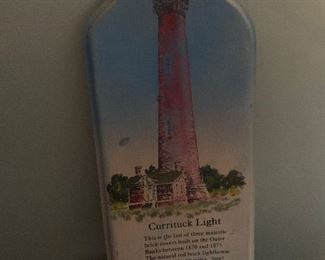 Currituck Light
This is the last of three majestic
brick towers built on the Outer
Banks between 1870 and 1875.
The natural red brick lighthouse